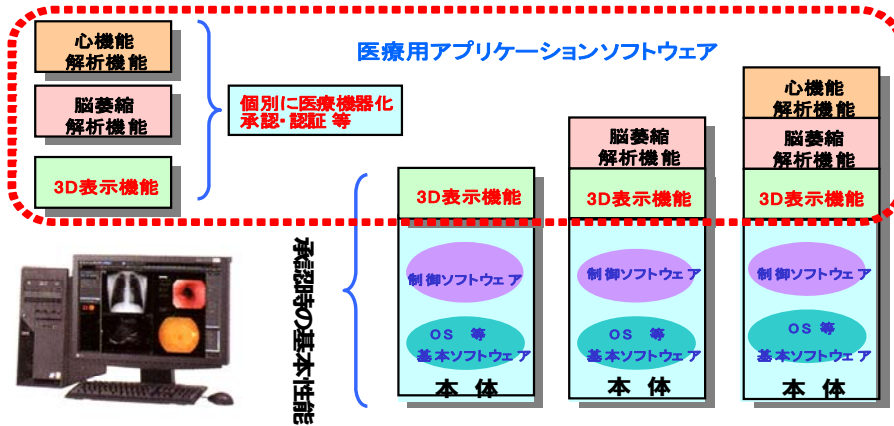 医療用アプリケーションソフトウェア
心機能
解析機能
脳萎縮
解析機能
3D表示機能
個別に医療機器化
承認・認証 等
承認時の基本性能
3D表示機能
制御ソフトウェア
OS 等
基本ソフトウェア
本 体
脳萎縮
解析機能
3D表示機能
制御ソフトウェア
OS 等
基本ソフトウェア
本 体
心機能
解析機能
脳萎縮
解析機能
3D表示機能
制御ソフトウェア
OS 等
基本ソフトウェア
本 体